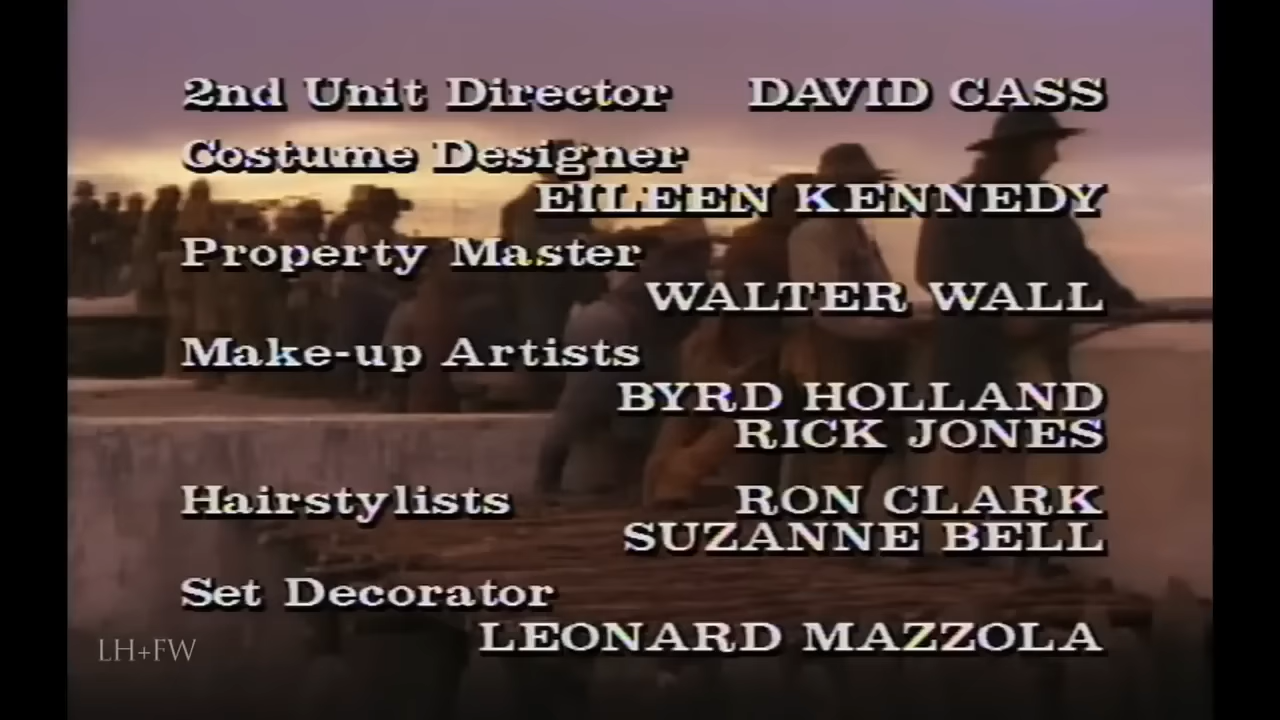 2nd Unit Director DAVID CASS
Costume Designer
EILEEN KENNEDY
Property Master
WALTER WALL
Make-up Artists
BYRD HOLLAND
RICK JONES
Hairstylists RON CLARK
SUZANNE BELL
Set Decorator
LEONARD MAZZOLA
LH+FW